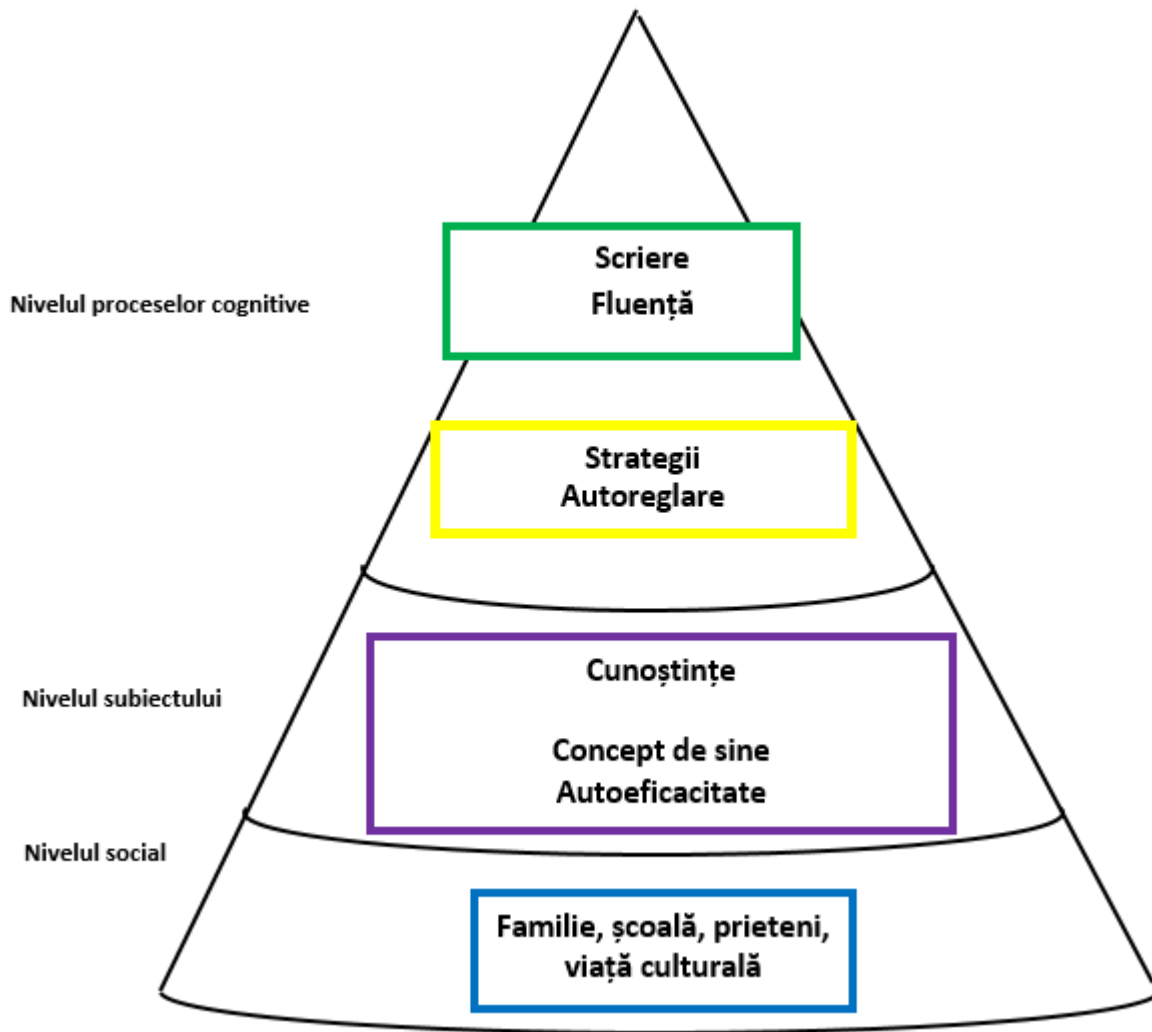 Scriere
Nivelul proceselor cognitive
Fluență
Strategii
Autoreglare
Cunoștințe
Nivelul subiectului
Concept de sine
Autoeficacitate
Nivelul social
Familie, școală, prieteni,
viață culturală